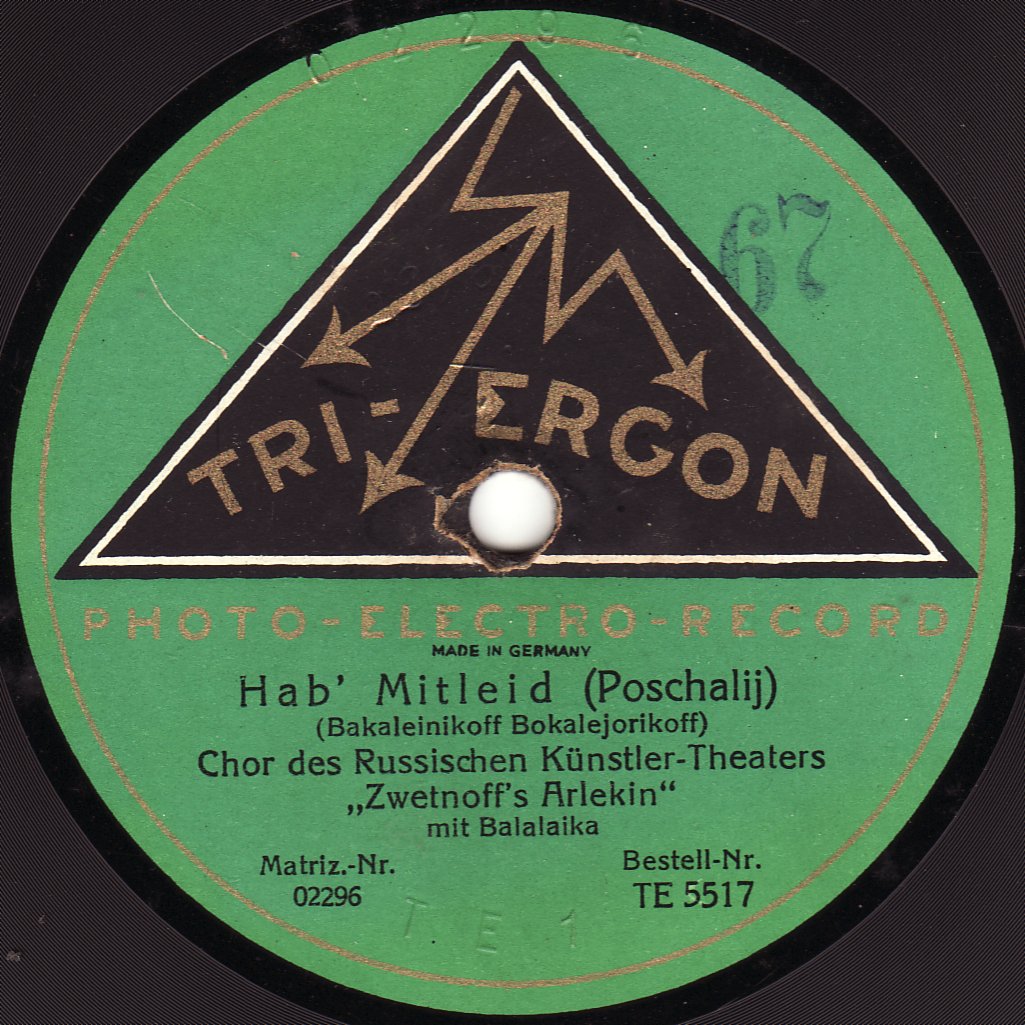 02296
67
TRI-ERGON
PHOTO-ELECTRO-RECORD
MADE IN GERMANY
Hab' Mitleid (Poschalij)
(Bakaleinikoff Bokalejorikoff)
Chor des Russischen Künstler-Theaters
„Zwetnoff's Arlekin“
mit Balalaika
Matriz.-Nr.
02296
Bestell-Nr.
TE 5517
TE 1